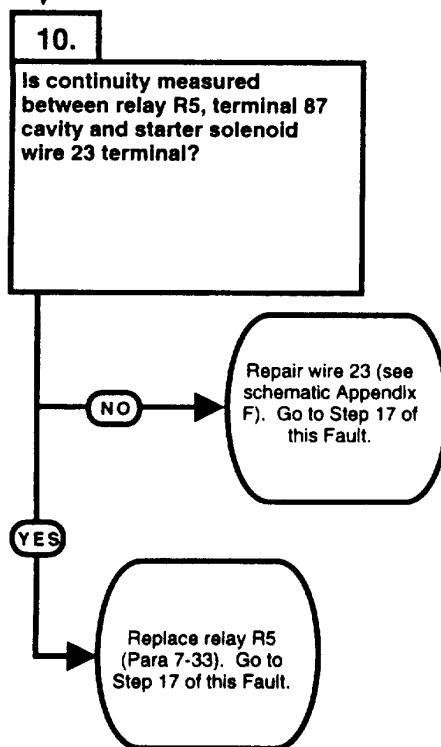 10.
Is continuity measured
between relay R5, terminal 87
cavity and starter solenoid
wire 23 terminal?
NO
Repair wire 23 (see
schematic Appendix
F). Go to Step 17 of
this Fault.
YES
Replace relay R5
(Para 7-33). Go to
Step 17 of this Fault.